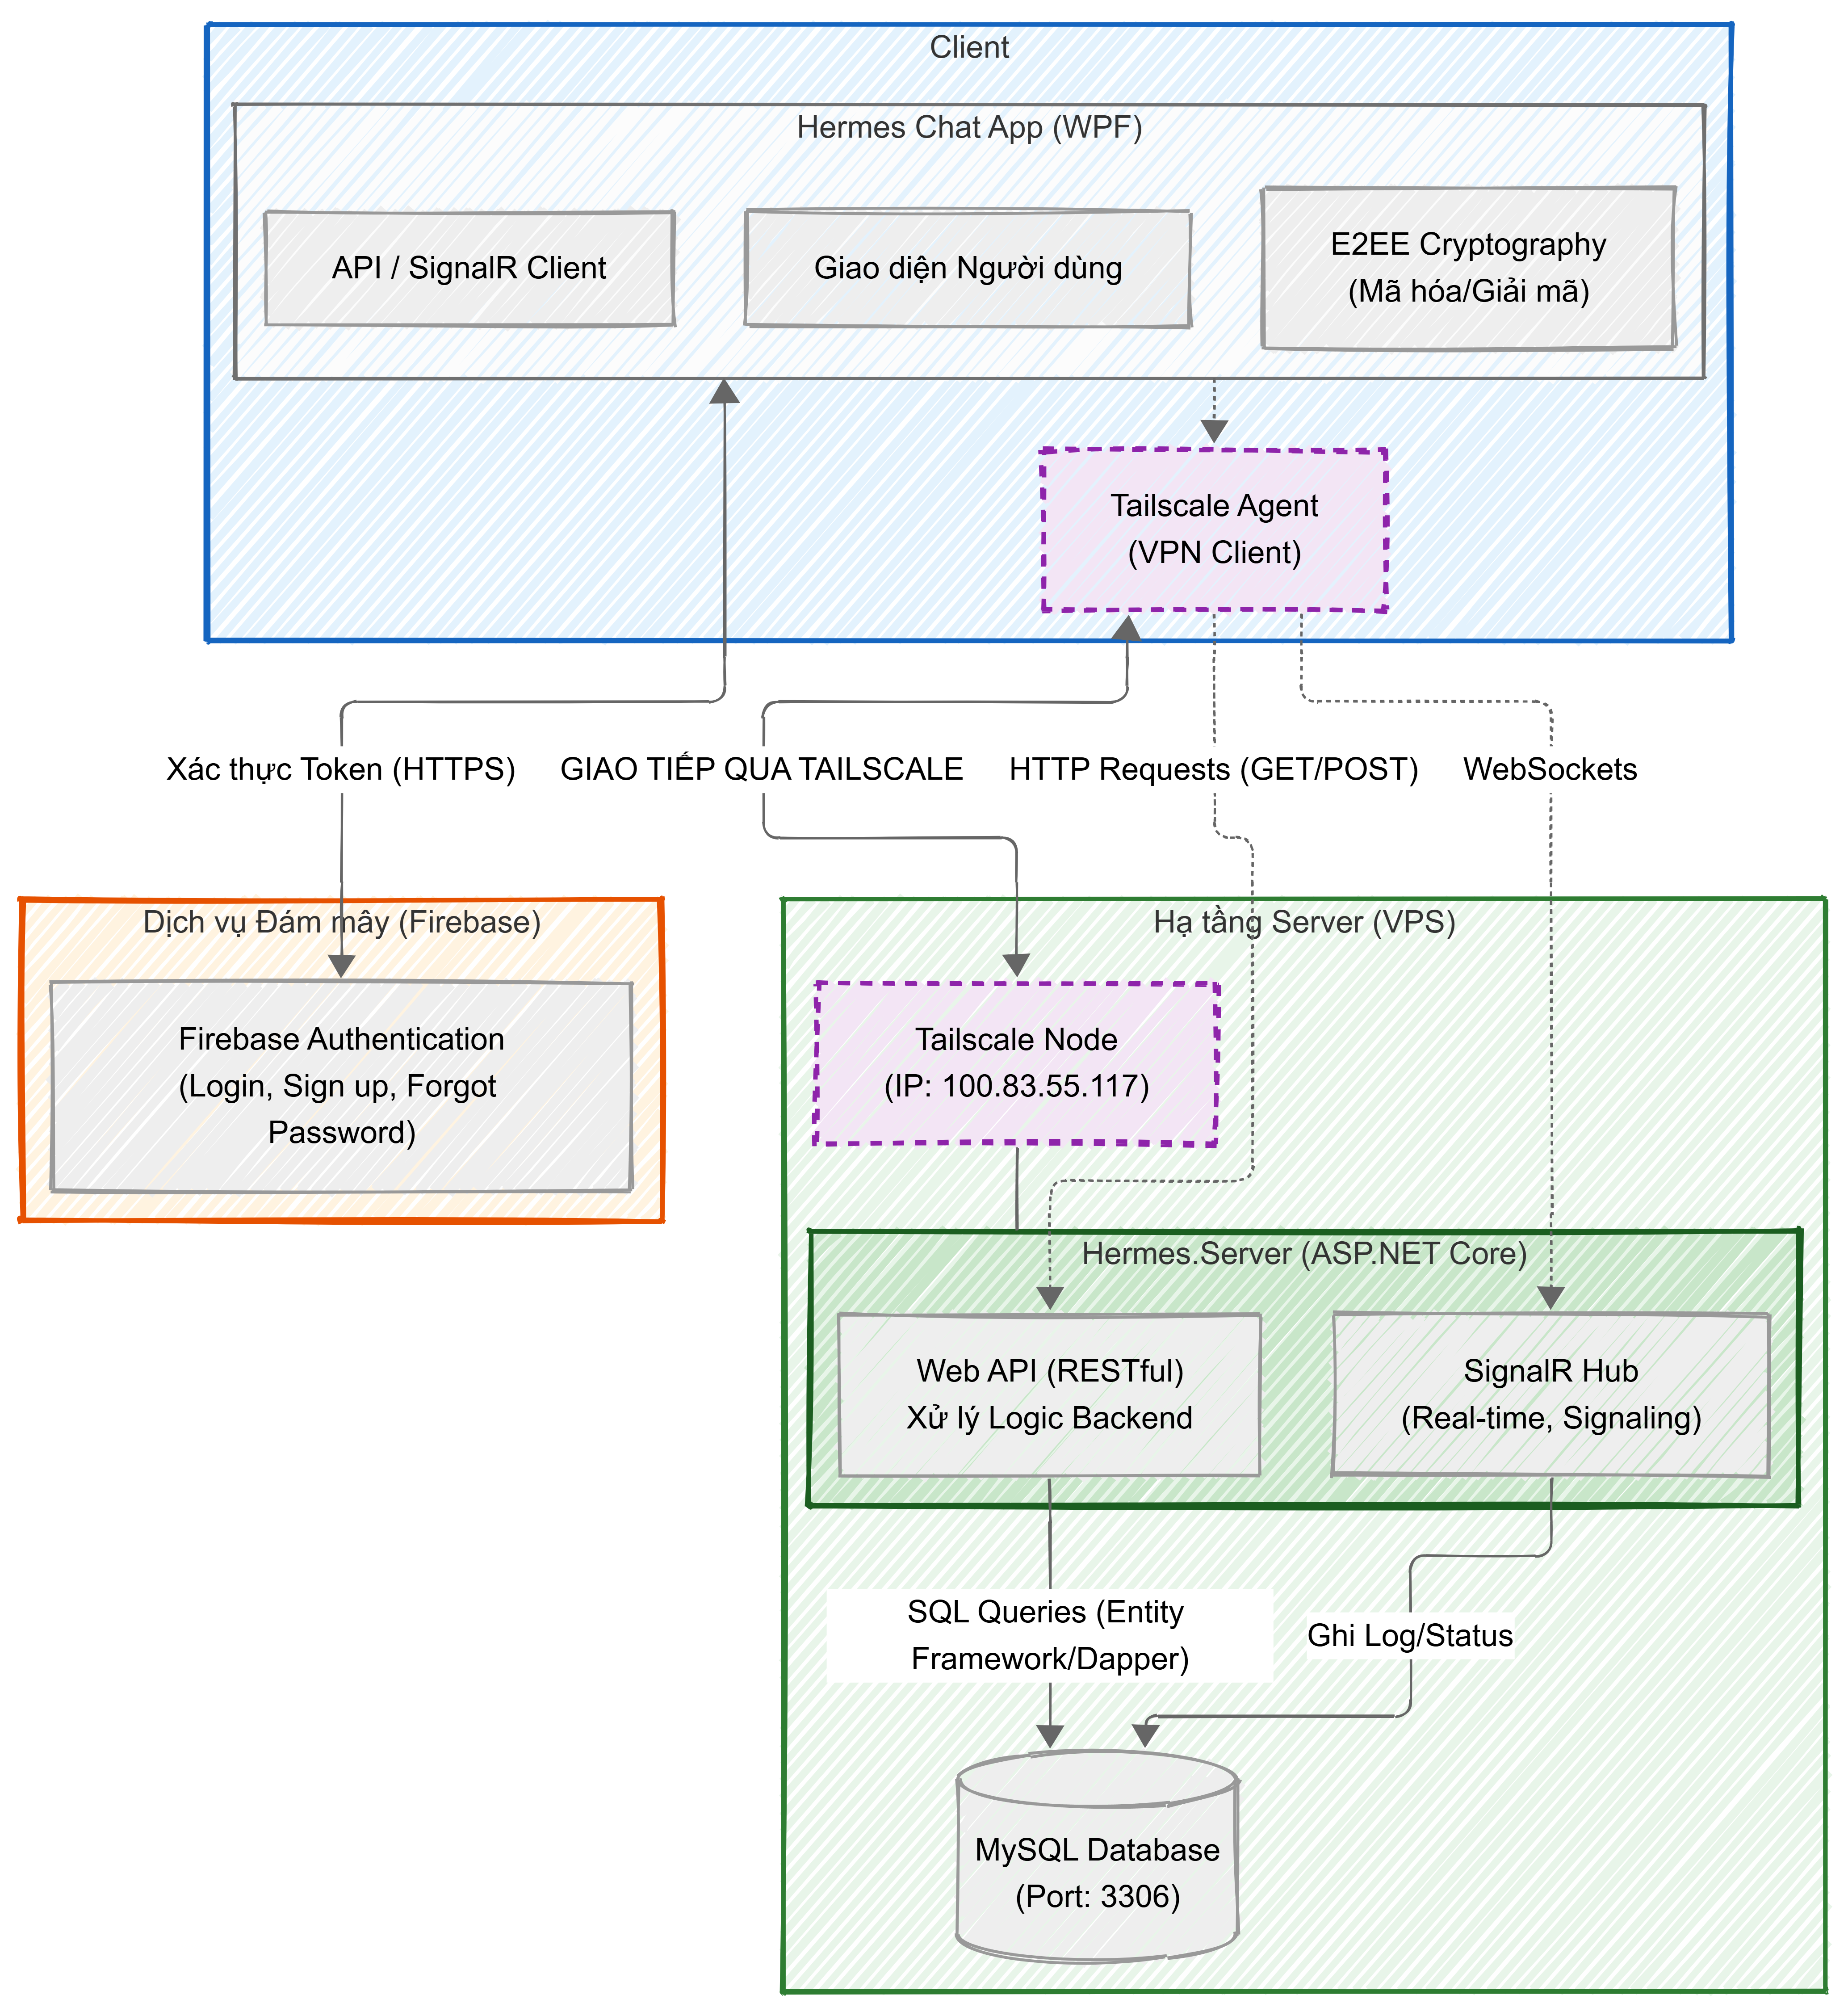 Client
Hermes Chat App (WPF)
API / SignalR Client
Giao diện Người dùng
E2EE Cryptography
(Mã hóa/Giải mã)
Tailscale Agent
(VPN Client)
Xác thực Token (HTTPS)
GIAO TIẾP QUA TAILSCALE
HTTP Requests (GET/POST)
WebSockets
Dịch vụ Đám mây (Firebase)
Firebase Authentication
(Login, Sign up, Forgot
Password)
Hạ tầng Server (VPS)
Tailscale Node
(IP: 100.83.55.117)
Hermes.Server (ASP.NET Core)
Web API (RESTful)
Xử lý Logic Backend
SignalR Hub
(Real-time, Signaling)
SQL Queries (Entity
Framework/Dapper)
Ghi Log/Status
MySQL Database
(Port: 3306)